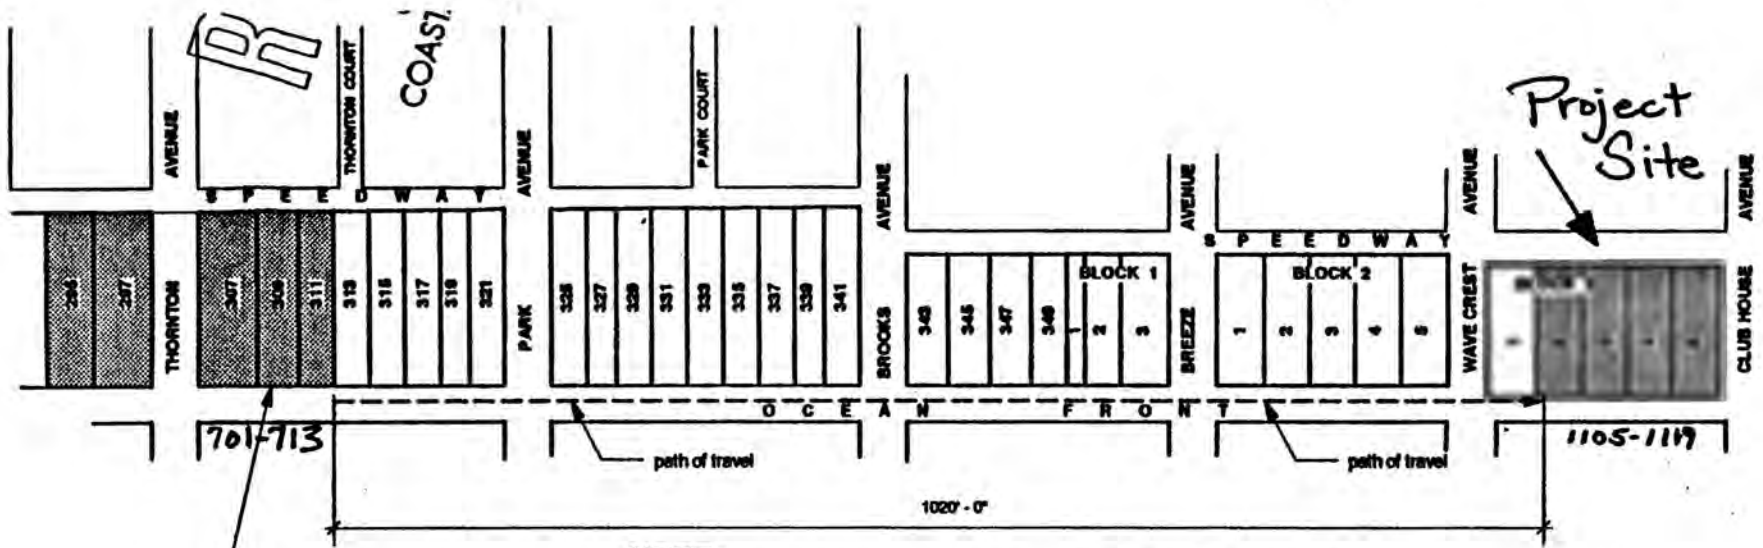 R
COAST.
Project
Site
AVENUE
THORNTON COURT
AVENUE
PARK COURT
AVENUE
AVENUE
AVENUE
AVENUE
SPEEDWAY
SPEEDWAY
THORNTON
307
309
311
313
315
317
319
321
PARK
327
329
331
333
335
337
339
341
BROOKS
343
345
347
349
BLOCK 1
1
2
3
BREEZE
BLOCK 2
1
2
3
4
5
WAVE CREST
CLUB HOUSE
OCEAN FRONT
701-713
1105-1119
path of travel
path of travel
1020' - 0"